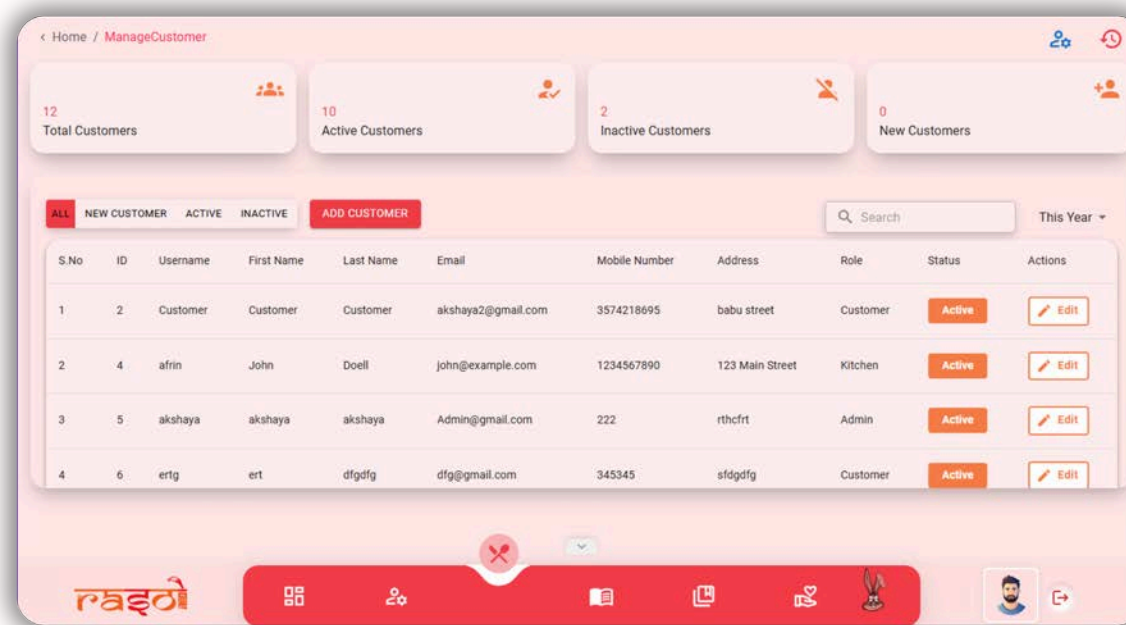 ‹ Home / ManageCustomer
12
Total Customers
10
Active Customers
2
Inactive Customers
0
New Customers
ALL NEW CUSTOMER ACTIVE INACTIVE ADD CUSTOMER Search This Year
S.No ID Username First Name Last Name Email Mobile Number Address Role Status Actions
1 2 Customer Customer Customer akshaya2@gmail.com 3574218695 babu street Customer Active Edit
2 4 afrin John Doell john@example.com 1234567890 123 Main Street Kitchen Active Edit
3 5 akshaya akshaya akshaya Admin@gmail.com 222 rthcfrt Admin Active Edit
4 6 ertg ert dfgdfg dfg@gmail.com 345345 sfdgdfg Customer Active Edit
rasoi